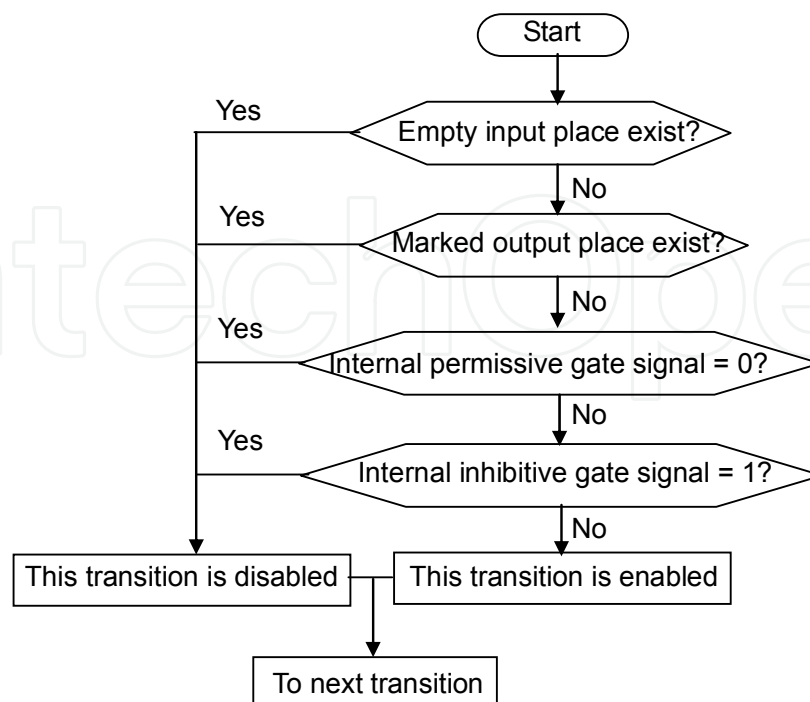 Start
Yes
Empty input place exist?
No
Yes
Marked output place exist?
No
Yes
Internal permissive gate signal = 0?
No
Yes
Internal inhibitive gate signal = 1?
No
This transition is disabled
This transition is enabled
To next transition